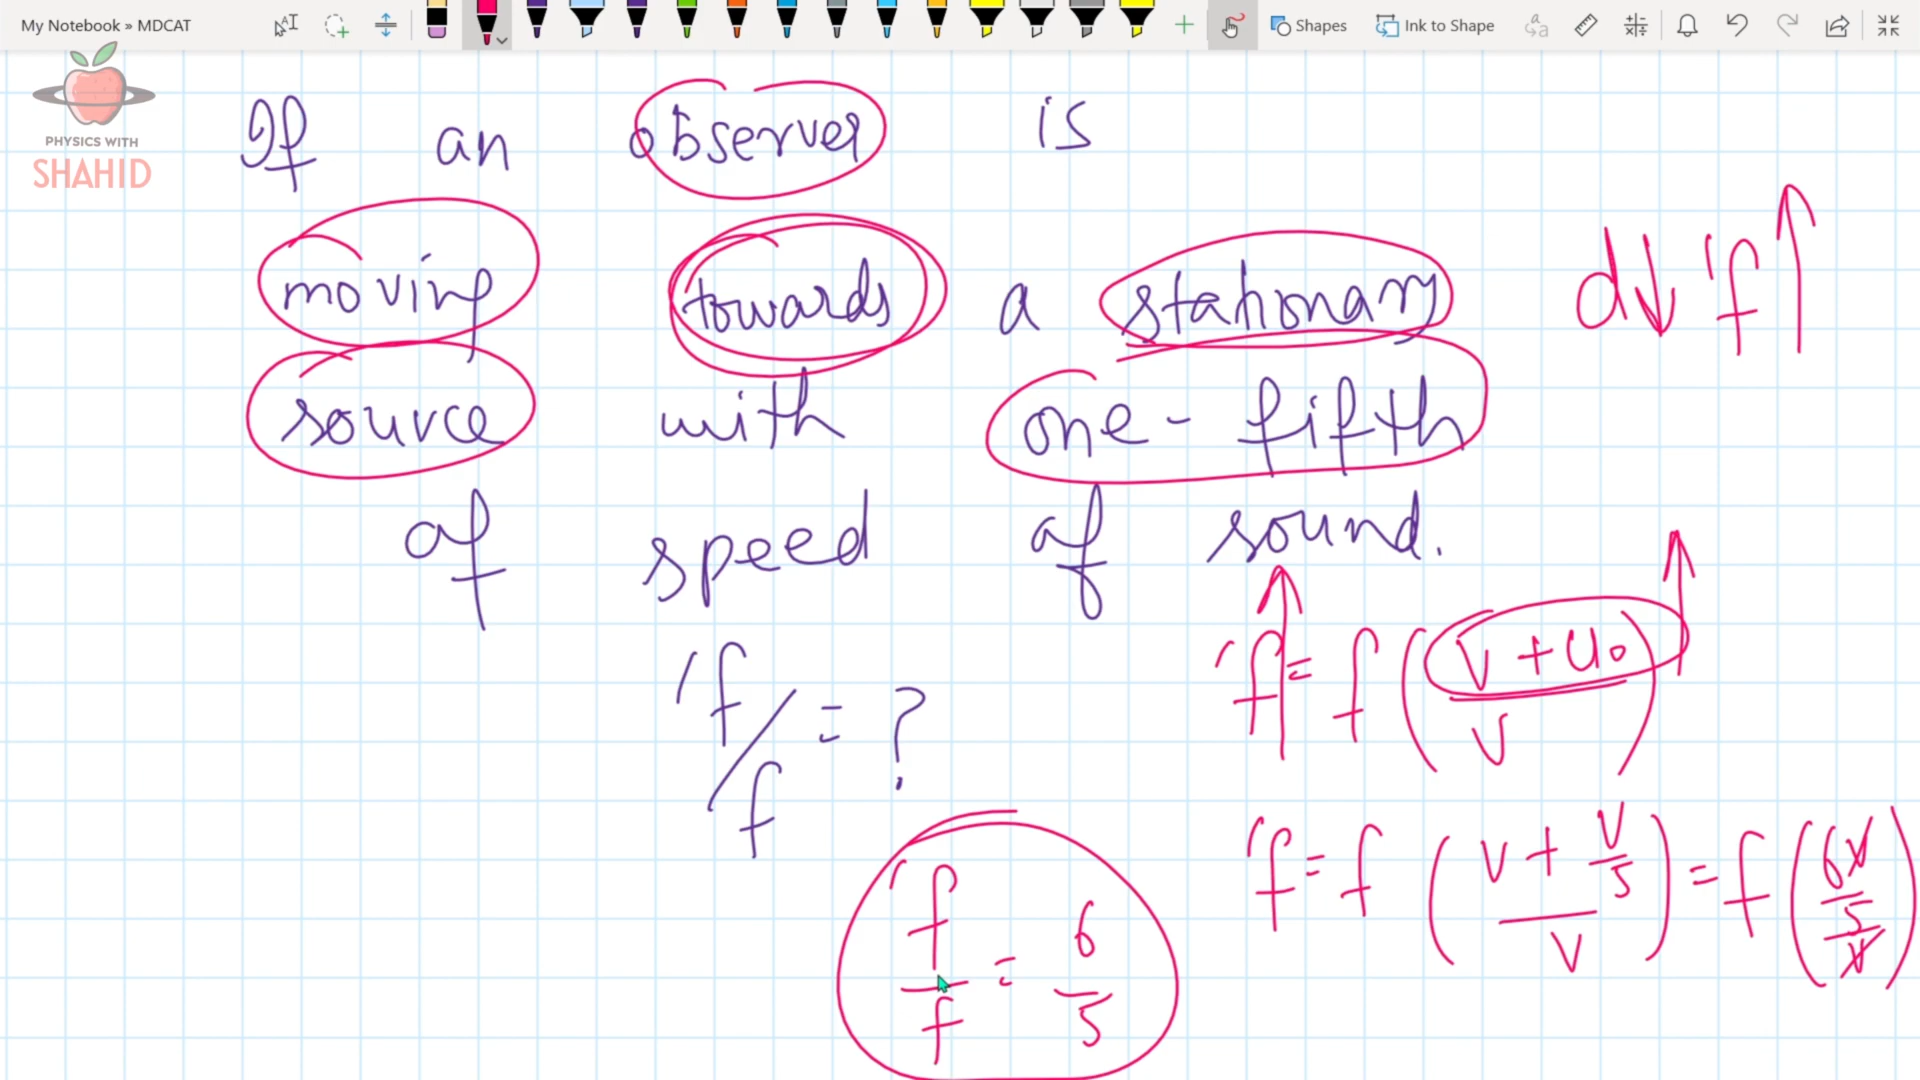 My Notebook » MDCAT
Shapes
Ink to Shape
PHYSICS WITH
SHAHID
If an observer is
moving towards a stationary
source with one-fifth
of speed of sound.
d↓ 'f↑
'f/f = ?
'f↑ = f (v + u₀ / v)↑
'f = f (v + v/5 / v) = f (6v/5 / v)
'f/f = 6/5